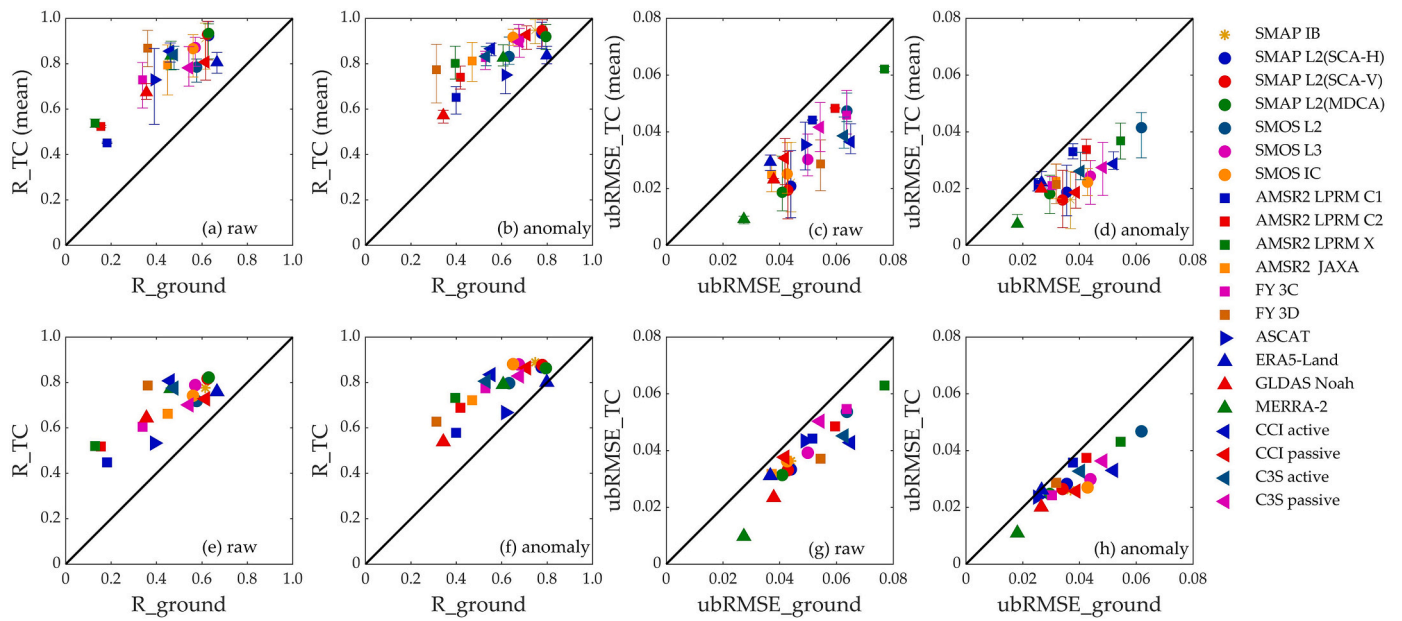 1.0
0.8
0.6
0.4
0.2
0
R_TC (mean)
(a) raw
0 0.2 0.4 0.6 0.8 1.0
R_ground
1.0
0.8
0.6
0.4
0.2
0
R_TC (mean)
(b) anomaly
0 0.2 0.4 0.6 0.8 1.0
R_ground
0.08
0.06
0.04
0.02
0
ubRMSE_TC (mean)
(c) raw
0 0.02 0.04 0.06 0.08
ubRMSE_ground
0.08
0.06
0.04
0.02
0
ubRMSE_TC (mean)
(d) anomaly
0 0.02 0.04 0.06 0.08
ubRMSE_ground
1.0
0.8
0.6
0.4
0.2
0
R_TC
(e) raw
0 0.2 0.4 0.6 0.8 1.0
R_ground
1.0
0.8
0.6
0.4
0.2
0
R_TC
(f) anomaly
0 0.2 0.4 0.6 0.8 1.0
R_ground
0.08
0.06
0.04
0.02
0
ubRMSE_TC
(g) raw
0 0.02 0.04 0.06 0.08
ubRMSE_ground
0.08
0.06
0.04
0.02
0
ubRMSE_TC
(h) anomaly
0 0.02 0.04 0.06 0.08
ubRMSE_ground
SMAP IB
SMAP L2(SCA-H)
SMAP L2(SCA-V)
SMAP L2(MDCA)
SMOS L2
SMOS L3
SMOS IC
AMSR2 LPRM C1
AMSR2 LPRM C2
AMSR2 LPRM X
AMSR2 JAXA
FY 3C
FY 3D
ASCAT
ERA5-Land
GLDAS Noah
MERRA-2
CCI active
CCI passive
C3S active
C3S passive